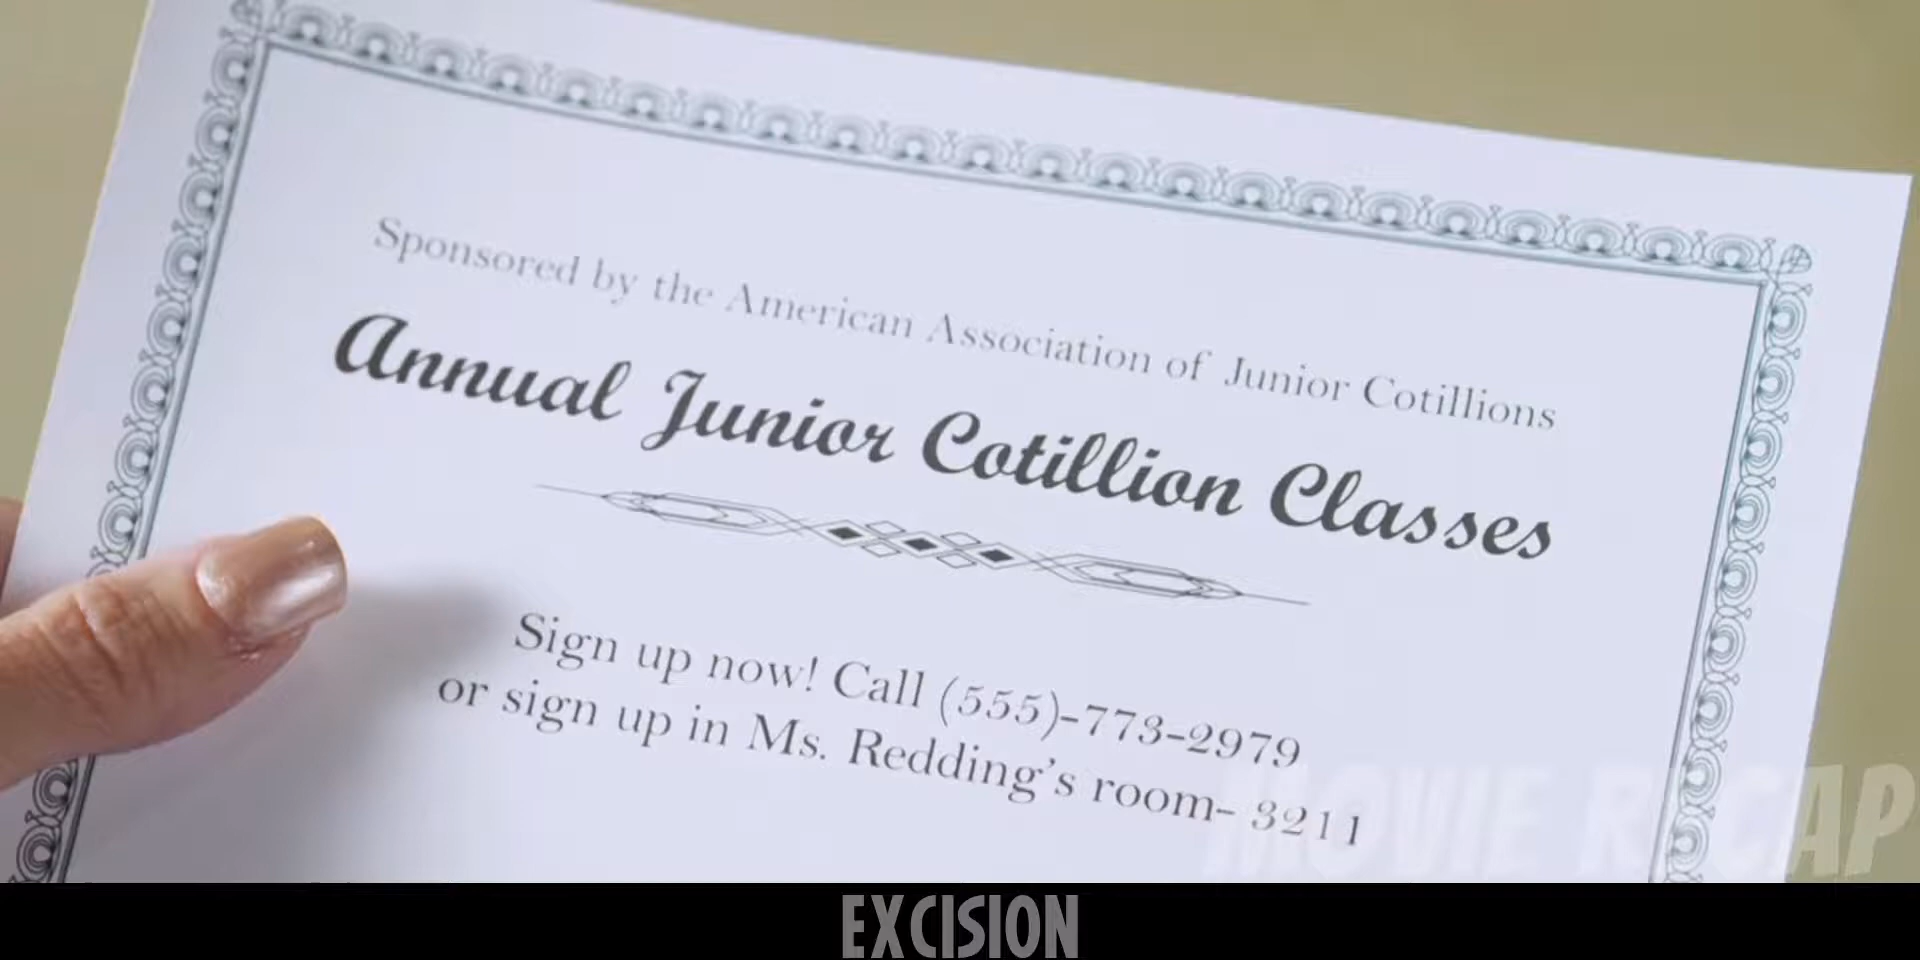 Sponsored by the American Association of Junior Cotillions
Annual Junior Cotillion Classes
Sign up now! Call (555)-773-2979
or sign up in Ms. Redding's room- 3211
MOVIE RECAP
EXCISION